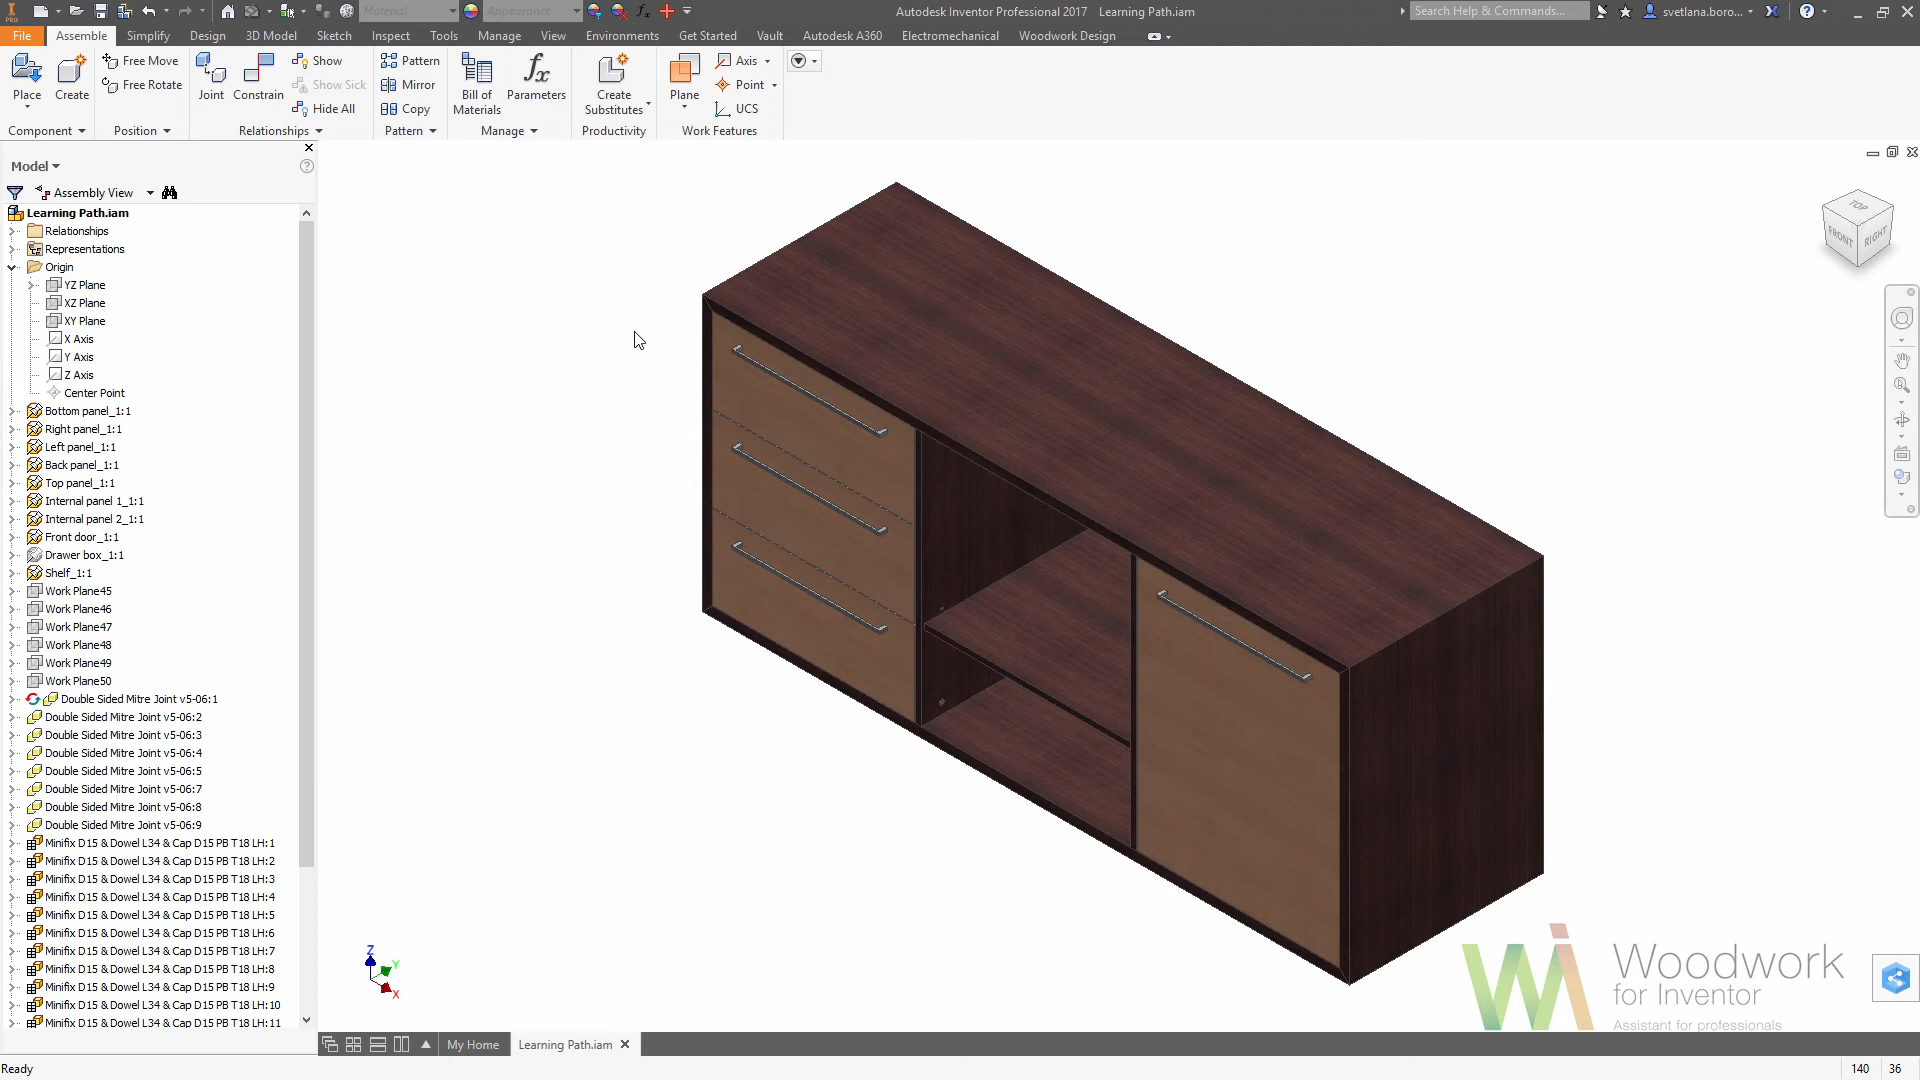 PRO
Material
Appearance
fx
Autodesk Inventor Professional 2017 Learning Path.iam
Search Help & Commands...
svetlana.boro...
File Assemble Simplify Design 3D Model Sketch Inspect Tools Manage View Environments Get Started Vault Autodesk A360 Electromechanical Woodwork Design
Place
Create
Free Move
Free Rotate
Joint
Constrain
Show
Show Sick
Hide All
Pattern
Mirror
Copy
Bill of
Materials
fx
Parameters
Create
Substitutes
Plane
Axis
Point
UCS
Component Position Relationships Pattern Manage Productivity Work Features
Model
Assembly View
Learning Path.iam
Relationships
Representations
Origin
YZ Plane
XZ Plane
XY Plane
X Axis
Y Axis
Z Axis
Center Point
Bottom panel_1:1
Right panel_1:1
Left panel_1:1
Back panel_1:1
Top panel_1:1
Internal panel 1_1:1
Internal panel 2_1:1
Front door_1:1
Drawer box_1:1
Shelf_1:1
Work Plane45
Work Plane46
Work Plane47
Work Plane48
Work Plane49
Work Plane50
Double Sided Mitre Joint v5-06:1
Double Sided Mitre Joint v5-06:2
Double Sided Mitre Joint v5-06:3
Double Sided Mitre Joint v5-06:4
Double Sided Mitre Joint v5-06:5
Double Sided Mitre Joint v5-06:7
Double Sided Mitre Joint v5-06:8
Double Sided Mitre Joint v5-06:9
Minifix D15 & Dowel L34 & Cap D15 PB T18 LH:1
Minifix D15 & Dowel L34 & Cap D15 PB T18 LH:2
Minifix D15 & Dowel L34 & Cap D15 PB T18 LH:3
Minifix D15 & Dowel L34 & Cap D15 PB T18 LH:4
Minifix D15 & Dowel L34 & Cap D15 PB T18 LH:5
Minifix D15 & Dowel L34 & Cap D15 PB T18 LH:6
Minifix D15 & Dowel L34 & Cap D15 PB T18 LH:7
Minifix D15 & Dowel L34 & Cap D15 PB T18 LH:8
Minifix D15 & Dowel L34 & Cap D15 PB T18 LH:9
Minifix D15 & Dowel L34 & Cap D15 PB T18 LH:10
Minifix D15 & Dowel L34 & Cap D15 PB T18 LH:11
TOP
FRONT
RIGHT
Z
Y
X
Woodwork
for Inventor
Assistant for professionals
My Home
Learning Path.iam
Ready
140 36